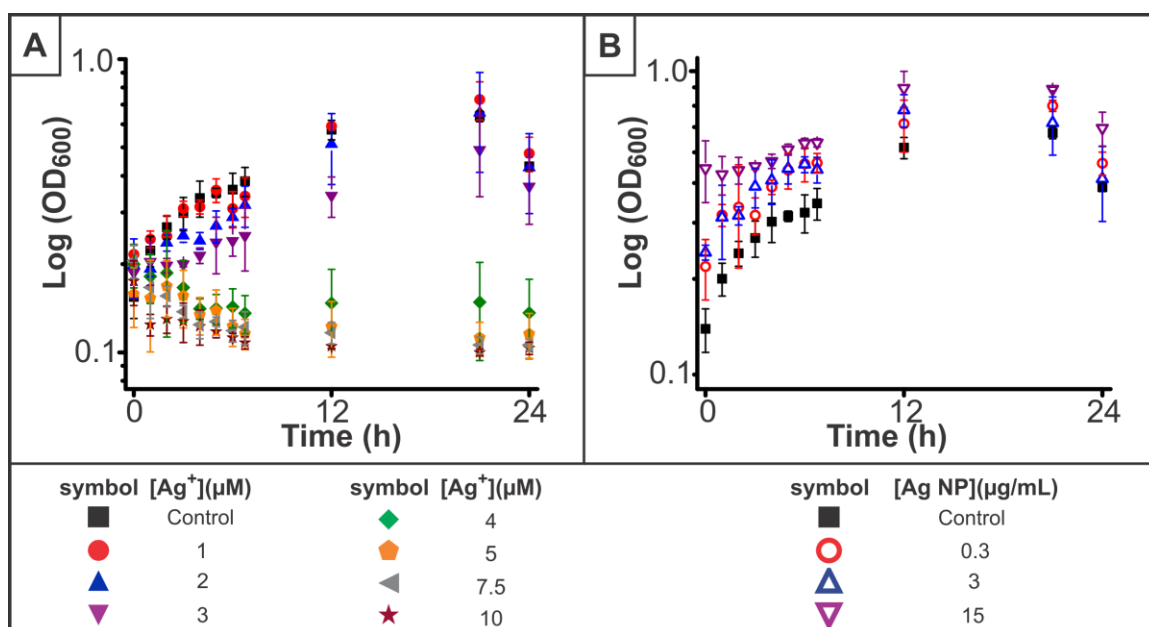 A
Log (OD600)
1.0
0.1
0
12
24
Time (h)
B
Log (OD600)
1.0
0.1
0
12
24
Time (h)
symbol [Ag+](µM)
Control
1
2
3
symbol [Ag+](µM)
4
5
7.5
10
symbol [Ag NP](µg/mL)
Control
0.3
3
15